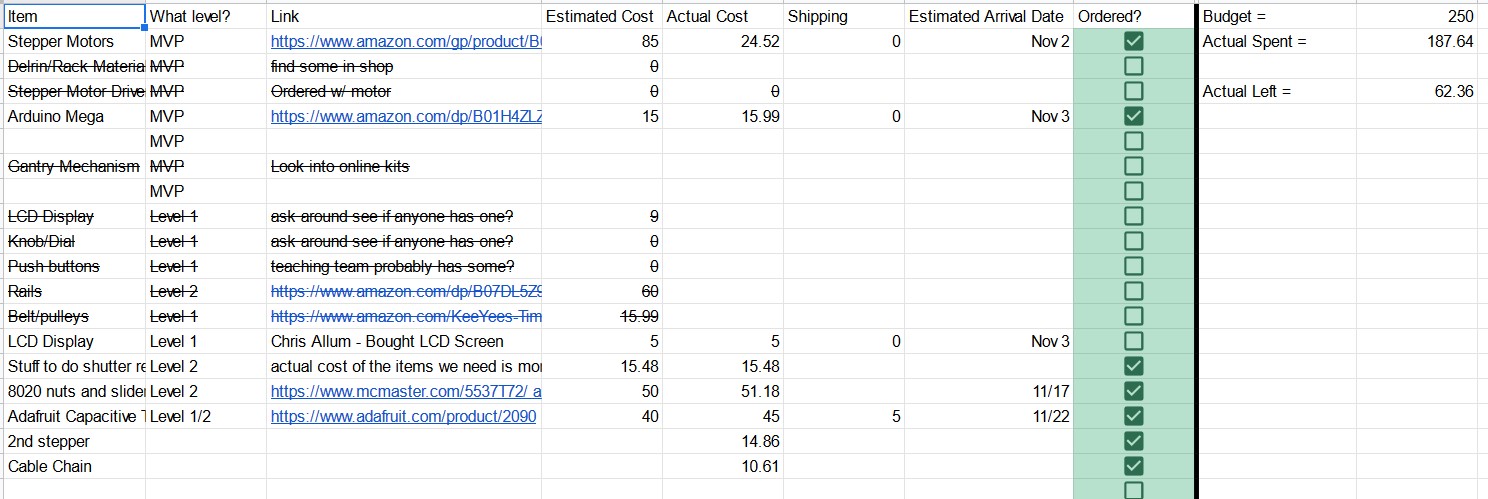 Item What level? Link Estimated Cost Actual Cost Shipping Estimated Arrival Date Ordered? Budget = 250
Stepper Motors MVP https://www.amazon.com/gp/product/B0 85 24.52 0 Nov 2 Actual Spent = 187.64
Delrin/Rack Materia MVP find some in shop 0
Stepper Motor Drive MVP Ordered w/ motor 0 0 Actual Left = 62.36
Arduino Mega MVP https://www.amazon.com/dp/B01H4ZLZ 15 15.99 0 Nov 3
MVP
Gantry Mechanism MVP Look into online kits
MVP
LCD Display Level 1 ask around see if anyone has one? 9
Knob/Dial Level 1 ask around see if anyone has one? 0
Push buttons Level 1 teaching team probably has some? 0
Rails Level 2 https://www.amazon.com/dp/B07DL5Z9 60
Belt/pulleys Level 1 https://www.amazon.com/KeeYees-Tim 15.99
LCD Display Level 1 Chris Allum - Bought LCD Screen 5 5 0 Nov 3
Stuff to do shutter re Level 2 actual cost of the items we need is mor 15.48 15.48
8020 nuts and slider Level 2 https://www.mcmaster.com/5537T72/ a 50 51.18 11/17
Adafruit Capacitive T Level 1/2 https://www.adafruit.com/product/2090 40 45 5 11/22
2nd stepper 14.86
Cable Chain 10.61